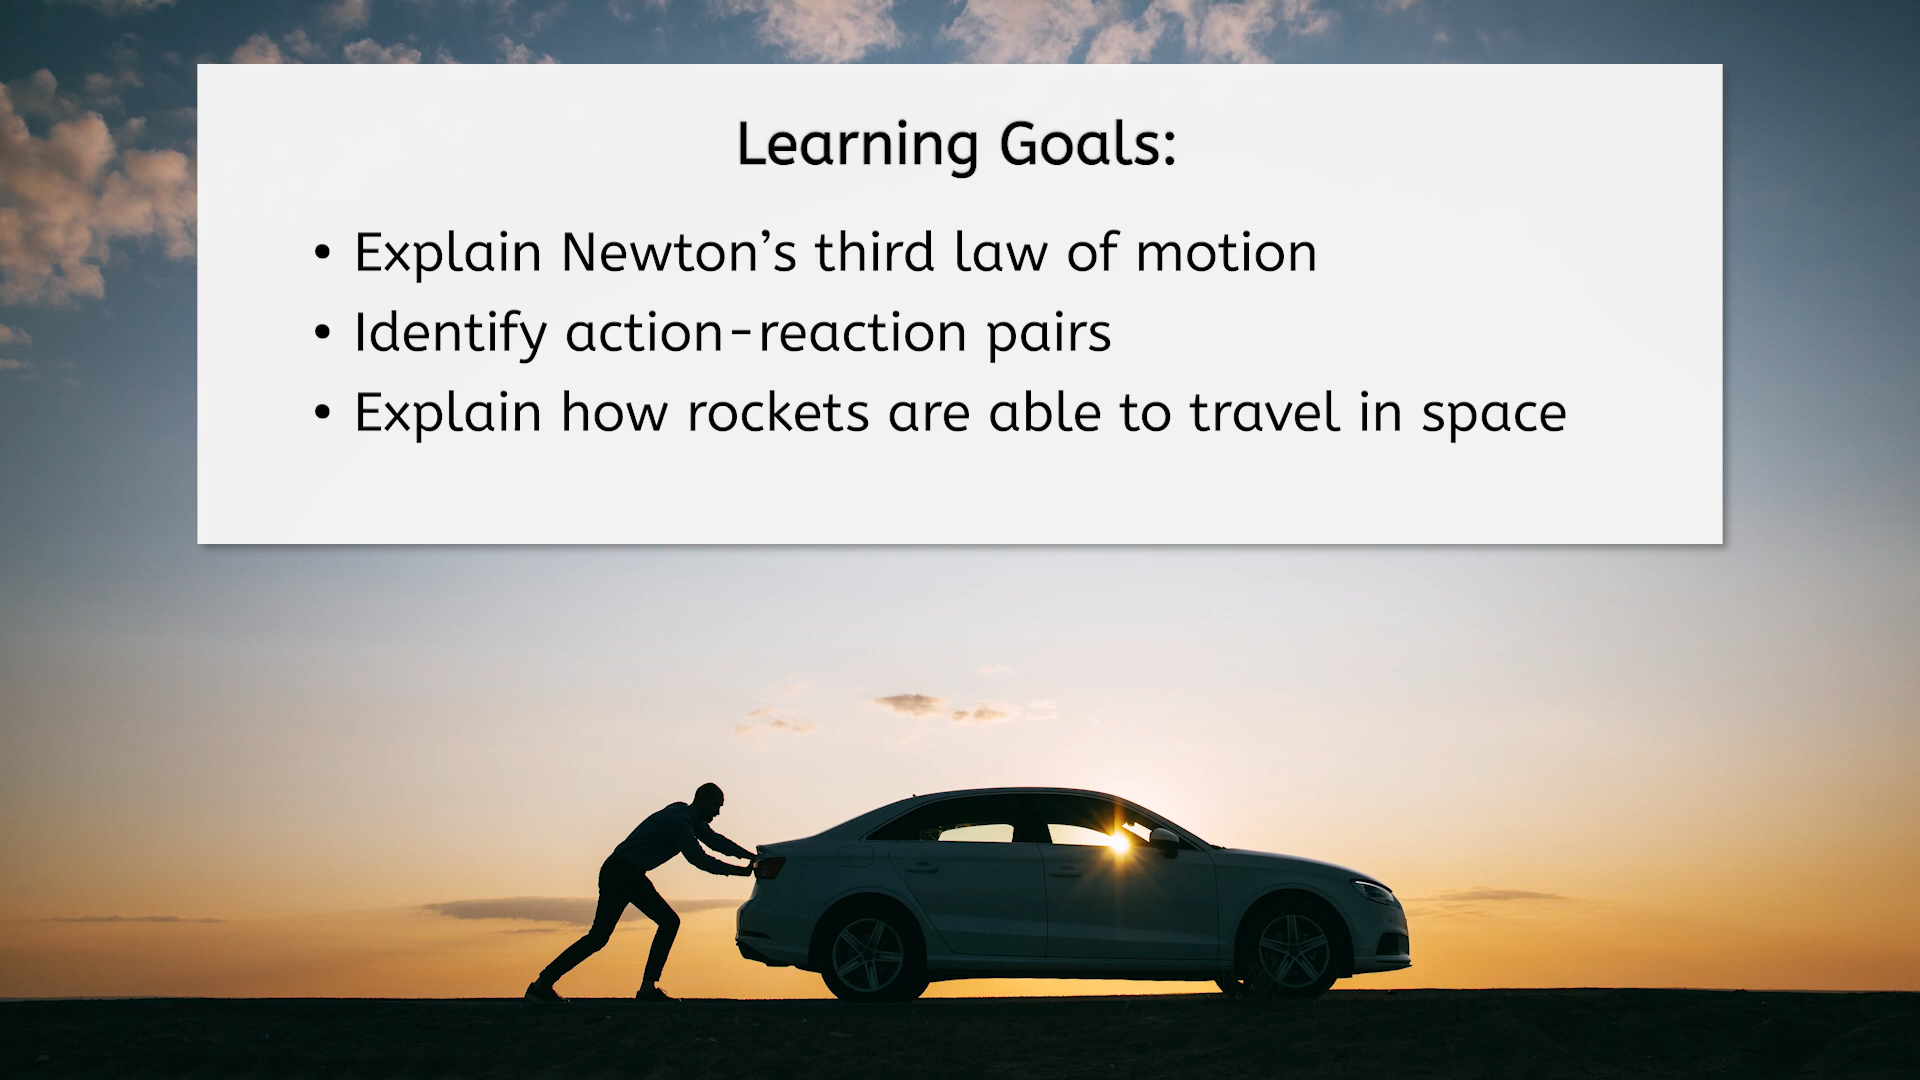 Learning Goals:
• Explain Newton’s third law of motion
• Identify action-reaction pairs
• Explain how rockets are able to travel in space